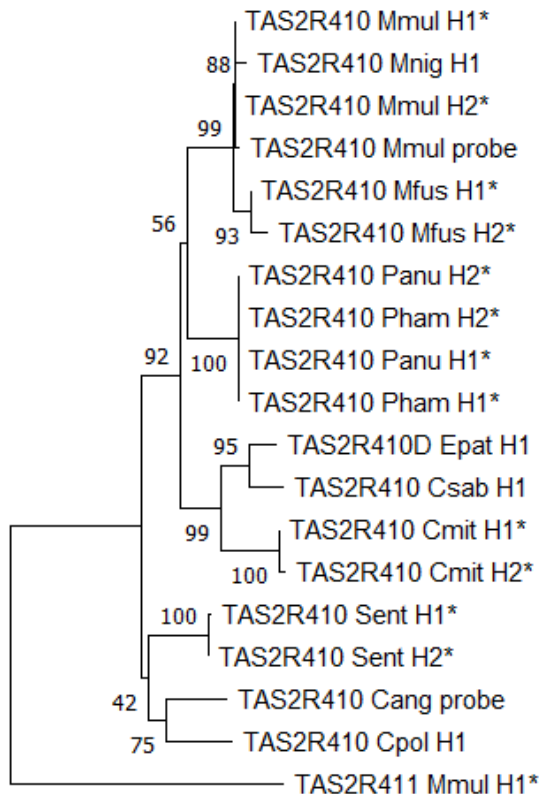 TAS2R410 Mmul H1*
88
TAS2R410 Mnig H1
TAS2R410 Mmul H2*
99
TAS2R410 Mmul probe
TAS2R410 Mfus H1*
56
93
TAS2R410 Mfus H2*
TAS2R410 Panu H2*
TAS2R410 Pham H2*
92
100
TAS2R410 Panu H1*
TAS2R410 Pham H1*
95
TAS2R410D Epat H1
TAS2R410 Csab H1
99
TAS2R410 Cmit H1*
100
TAS2R410 Cmit H2*
100
TAS2R410 Sent H1*
TAS2R410 Sent H2*
42
TAS2R410 Cang probe
75
TAS2R410 Cpol H1
TAS2R411 Mmul H1*